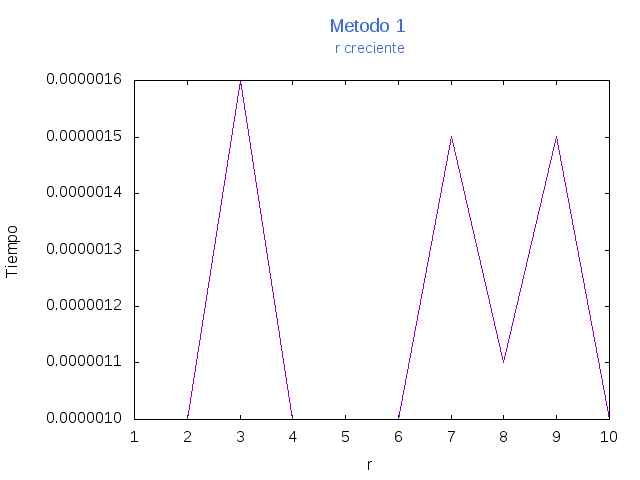 Metodo 1
r creciente
0.0000016
0.0000015
0.0000014
0.0000013
0.0000012
0.0000011
0.0000010
Tiempo
1 2 3 4 5 6 7 8 9 10
r